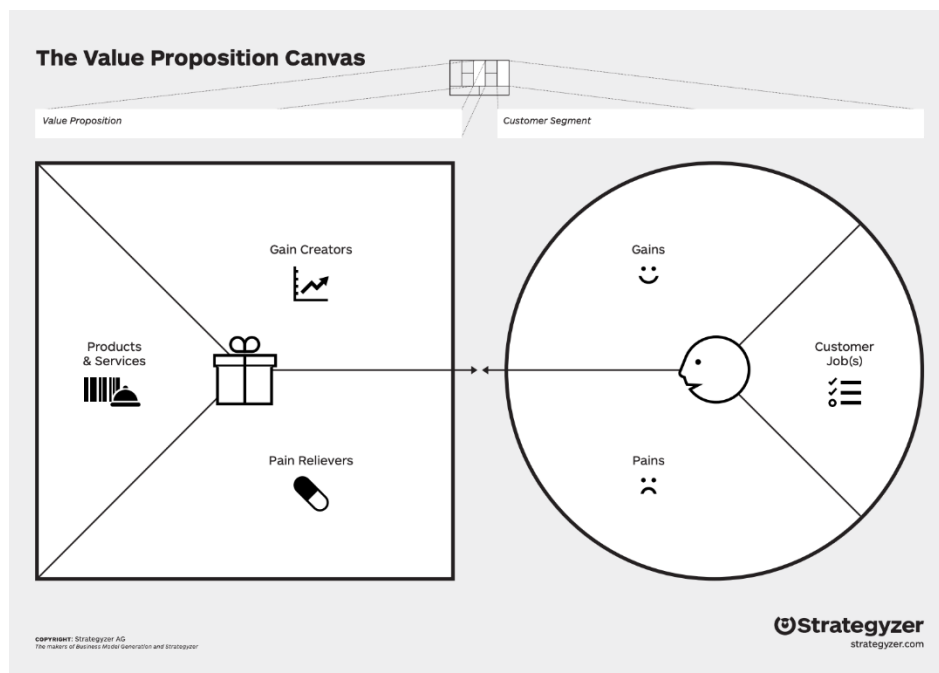 The Value Proposition Canvas
Value Proposition
Customer Segment
Gain Creators
Products
& Services
Pain Relievers
Gains
Customer
Job(s)
Pains
COPYRIGHT: Strategyzer AG
The makers of Business Model Generation and Strategyzer
Strategyzer
strategyzer.com